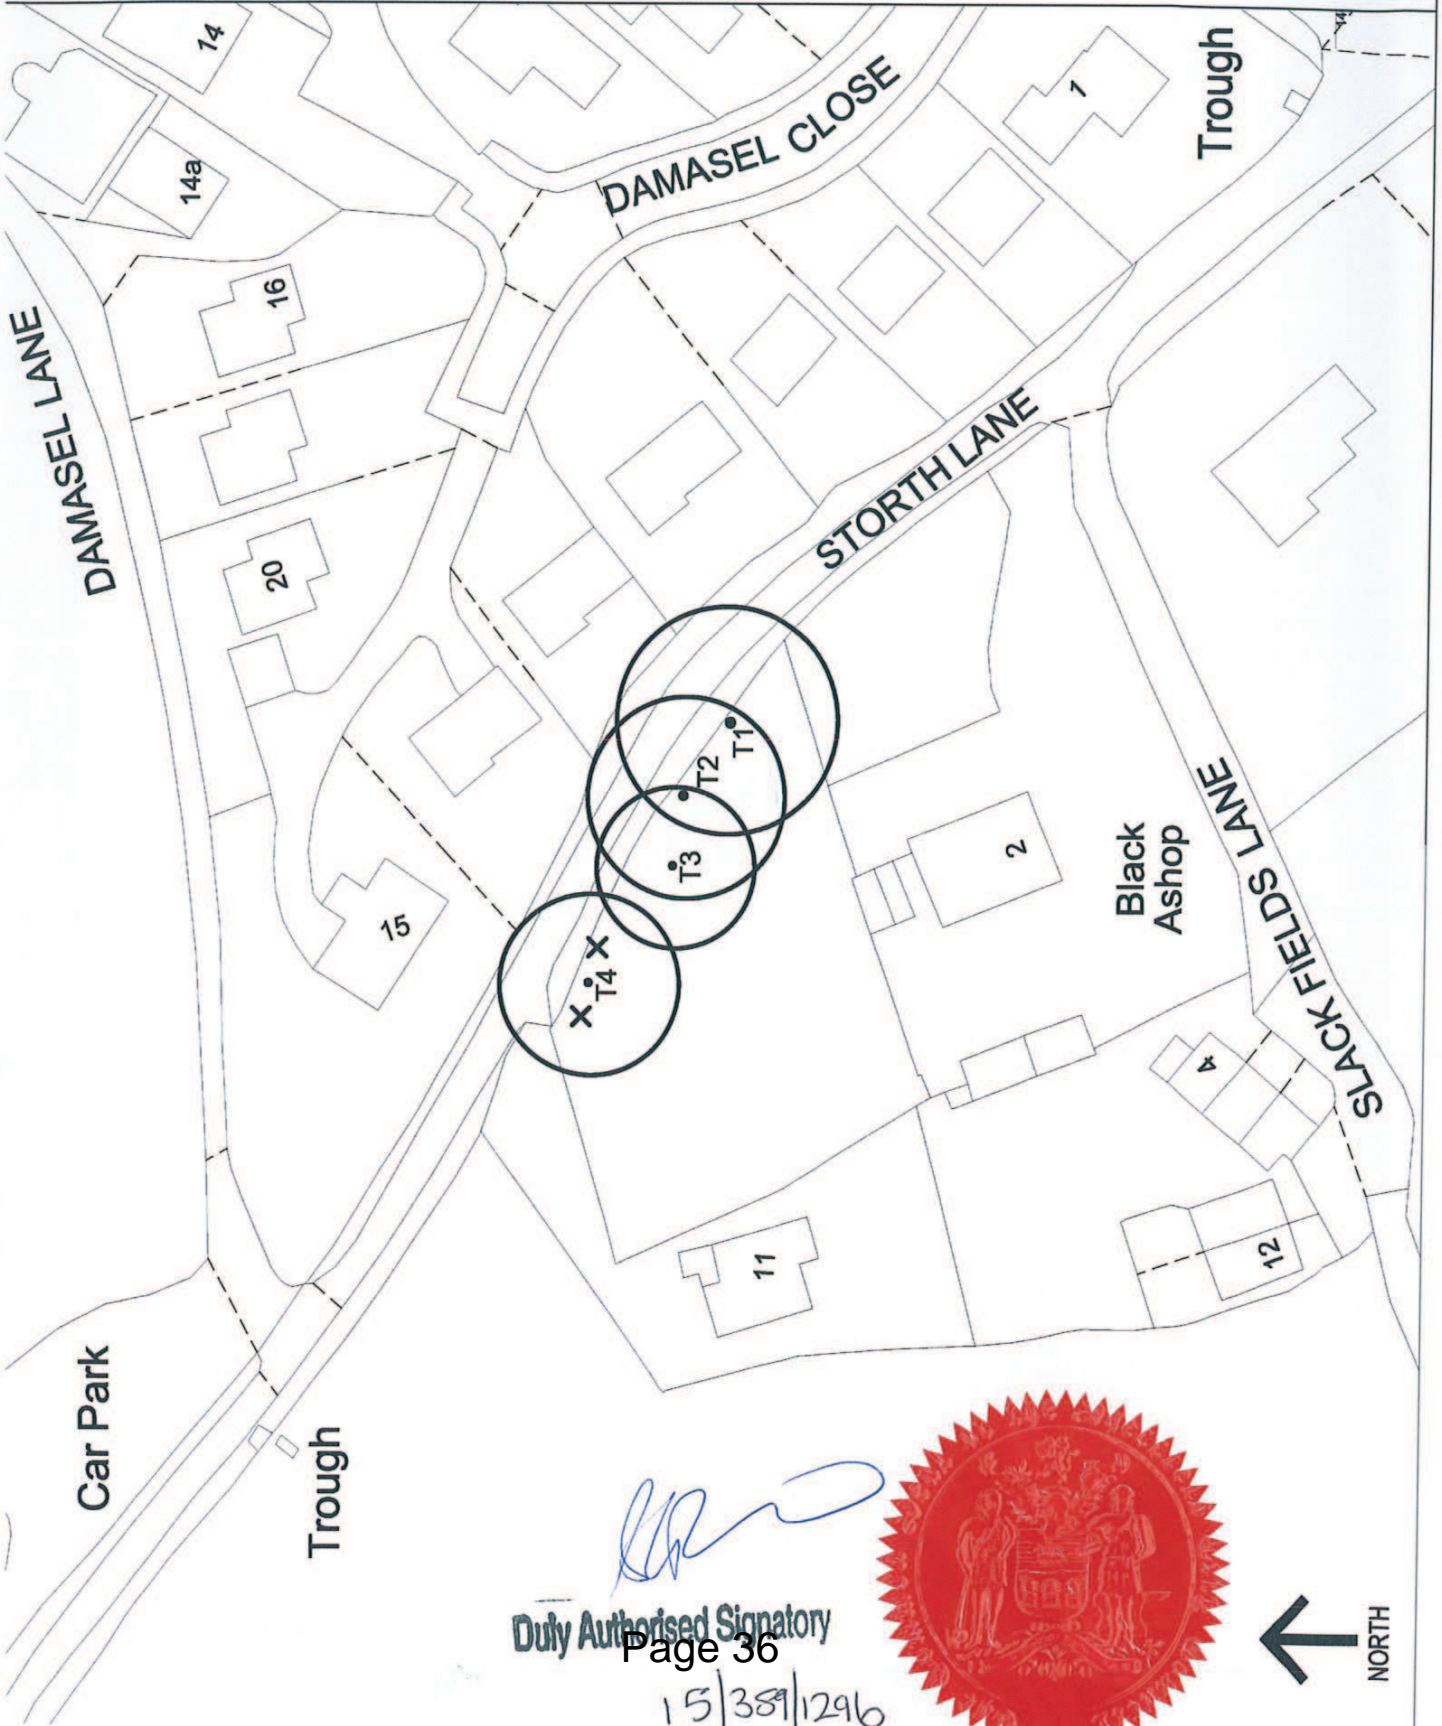 14
14a
16
20
15
DAMASEL LANE
DAMASEL CLOSE
1
Trough
STORTH LANE
T1
T2
T3
T4
2
Black
Ashop
SLACK FIELDS LANE
4
11
12
Car Park
Trough
Duly Authorised Signatory
Page 36
15/389/1296
NORTH